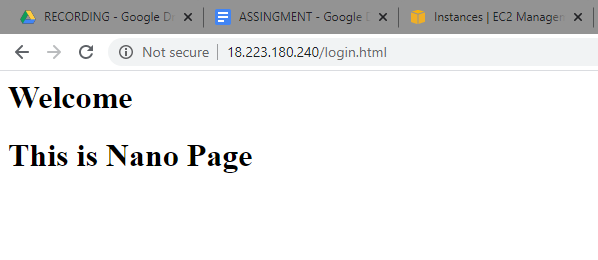 RECORDING - Google Dr
ASSINGMENT - Google D
Instances | EC2 Managem
Not secure | 18.223.180.240/login.html
Welcome
This is Nano Page